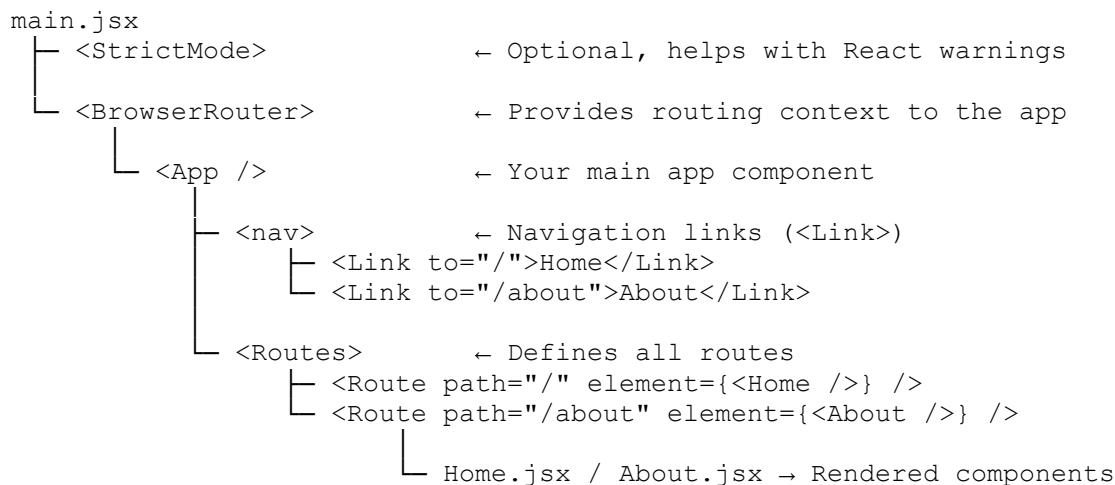 main.jsx
├─ <StrictMode> ← Optional, helps with React warnings
│
└─ <BrowserRouter> ← Provides routing context to the app
│
└─ <App /> ← Your main app component
│
├─ <nav> ← Navigation links (<Link>)
│ ├─ <Link to="/">Home</Link>
│ └─ <Link to="/about">About</Link>
│
└─ <Routes> ← Defines all routes
├─ <Route path="/" element={<Home />} />
└─ <Route path="/about" element={<About />} />
│
└─ Home.jsx / About.jsx → Rendered components